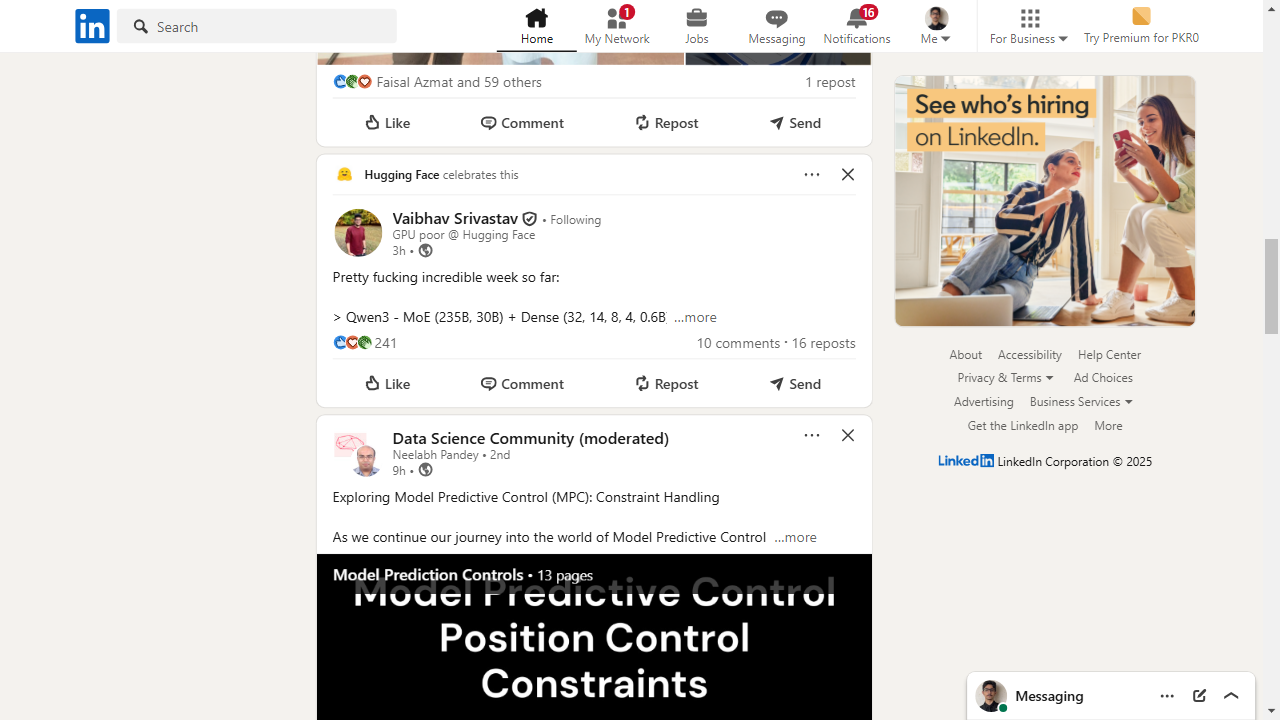 in
Search
Home
1
My Network
Jobs
Messaging
16
Notifications
Me
For Business
Try Premium for PKR0
Faisal Azmat and 59 others
1 repost
Like
Comment
Repost
Send
Hugging Face celebrates this
Vaibhav Srivastav • Following
GPU poor @ Hugging Face
3h •
Pretty fucking incredible week so far:
> Qwen3 - MoE (235B, 30B) + Dense (32, 14, 8, 4, 0.6B …more
241
10 comments · 16 reposts
Like
Comment
Repost
Send
Data Science Community (moderated)
Neelabh Pandey • 2nd
9h •
Exploring Model Predictive Control (MPC): Constraint Handling
As we continue our journey into the world of Model Predictive Control …more
Model Prediction Controls • 13 pages
Model Predictive Control
Position Control
Constraints
See who's hiring
on LinkedIn.
About
Accessibility
Help Center
Privacy & Terms
Ad Choices
Advertising
Business Services
Get the LinkedIn app
More
LinkedIn LinkedIn Corporation © 2025
Messaging